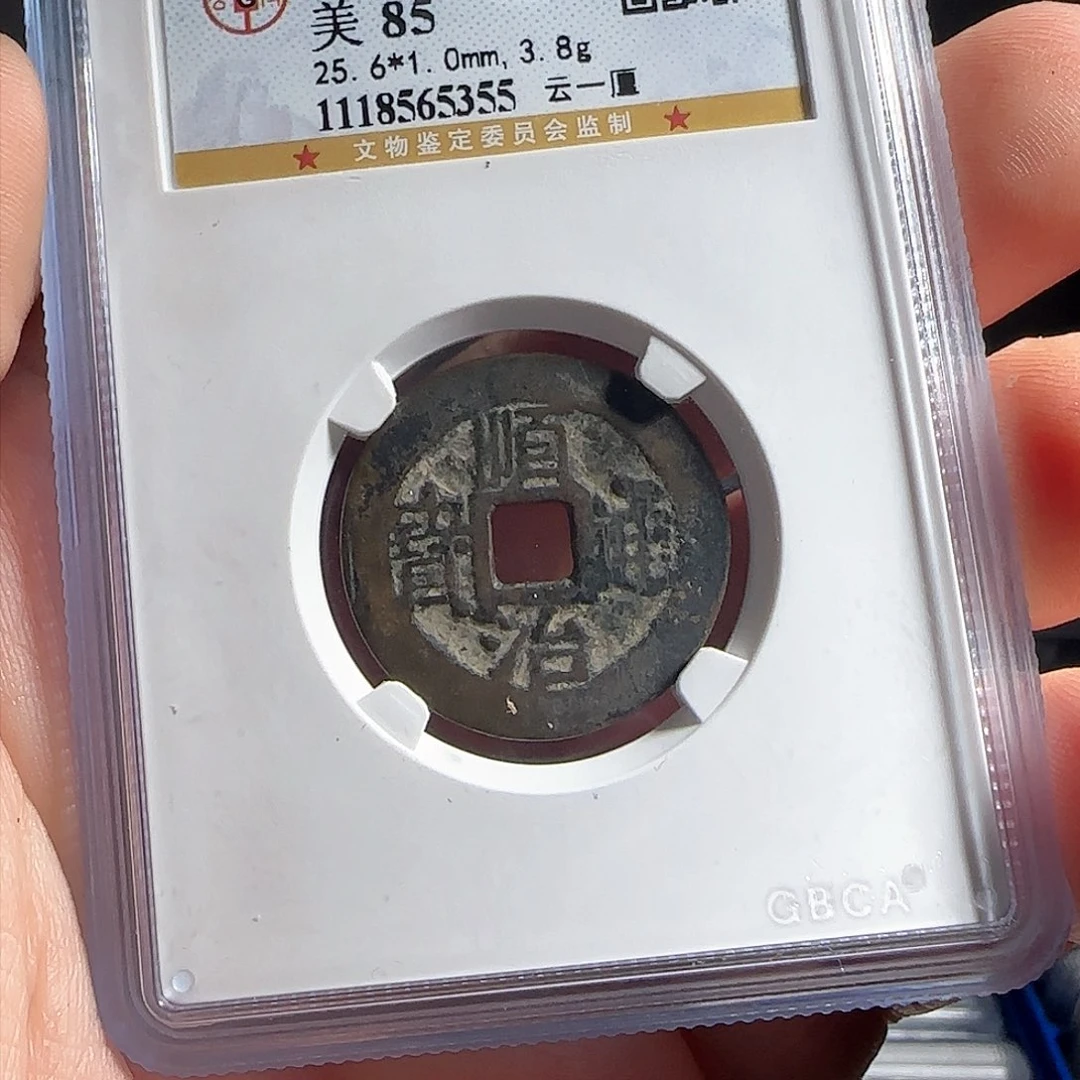 美 85
25.6*1.0mm, 3.8g
1118565355 云一厘
文物鉴定委员会监制
順
寶 通
治
GBCA